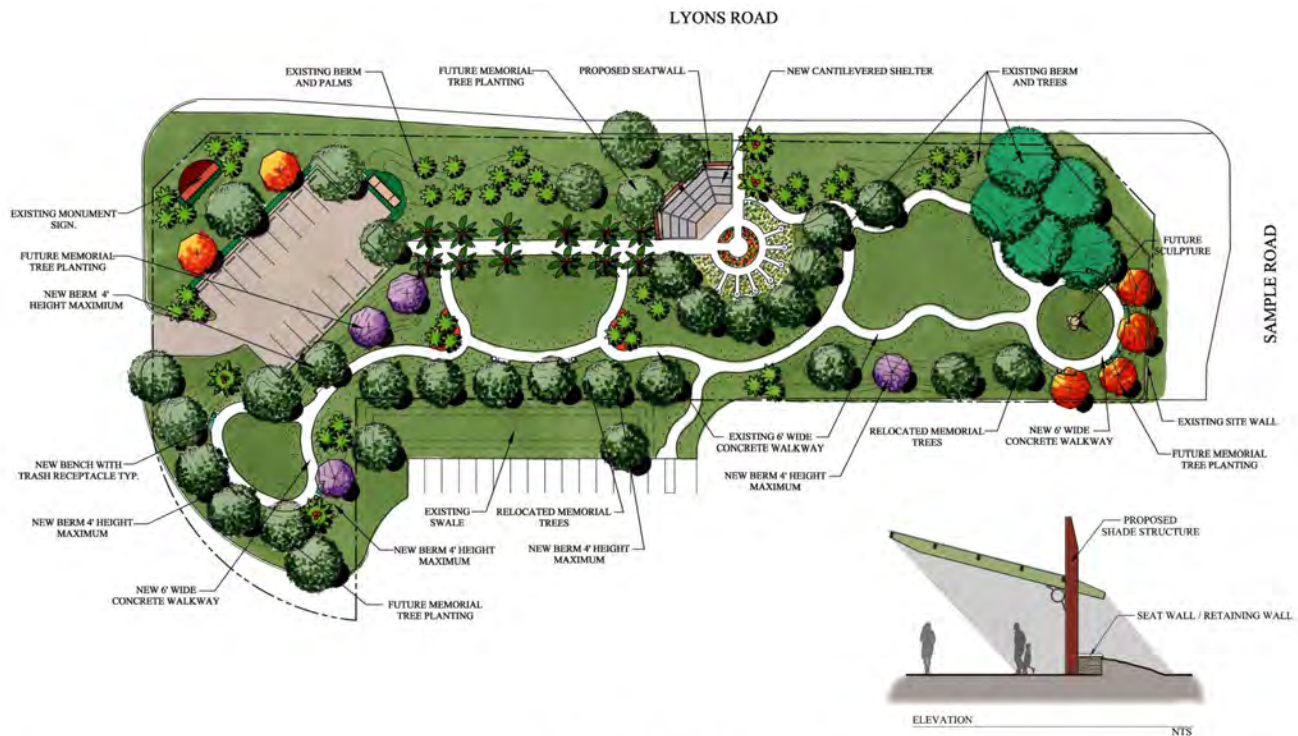 LYONS ROAD
EXISTING BERM
AND PALMS
FUTURE MEMORIAL
TREE PLANTING
PROPOSED SEATWALL
NEW CANTILEVERED SHELTER
EXISTING BERM
AND TREES
EXISTING MONUMENT
SIGN.
FUTURE MEMORIAL
TREE PLANTING
NEW BERM 4'
HEIGHT MAXIMIUM
FUTURE
SCULPTURE
SAMPLE ROAD
NEW BENCH WITH
TRASH RECEPTACLE TYP.
NEW BERM 4' HEIGHT
MAXIMUM
NEW 6' WIDE
CONCRETE WALKWAY
FUTURE MEMORIAL
TREE PLANTING
NEW BERM 4' HEIGHT
MAXIMUM
EXISTING
SWALE
RELOCATED MEMORIAL
TREES
NEW BERM 4' HEIGHT
MAXIMUM
EXISTING 6' WIDE
CONCRETE WALKWAY
NEW BERM 4' HEIGHT
MAXIMUM
RELOCATED MEMORIAL
TREES
NEW 6' WIDE
CONCRETE WALKWAY
EXISTING SITE WALL
FUTURE MEMORIAL
TREE PLANTING
PROPOSED
SHADE STRUCTURE
SEAT WALL / RETAINING WALL
ELEVATION
NTS